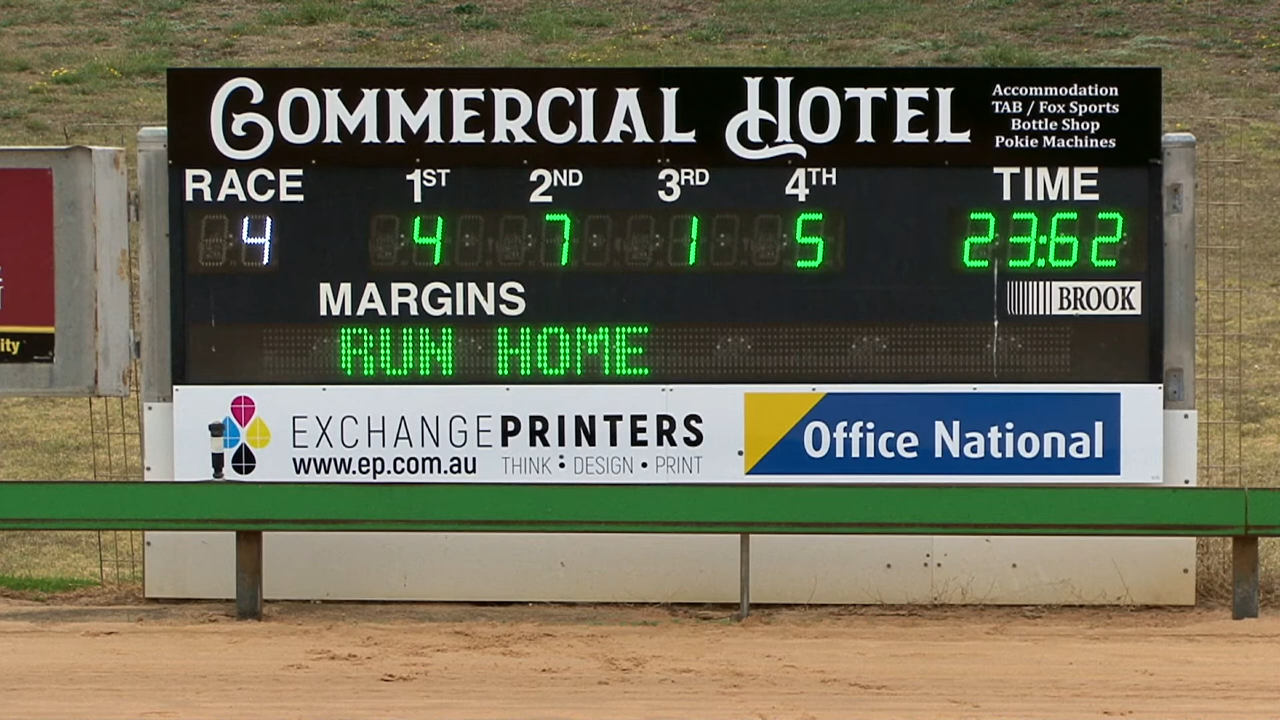 COMMERCIAL HOTEL
Accommodation
TAB / Fox Sports
Bottle Shop
Pokie Machines
RACE 1ST 2ND 3RD 4TH TIME
4 4 7 1 5 23:62
MARGINS
BROOK
RUN HOME
EXCHANGEPRINTERS
www.ep.com.au THINK : DESIGN • PRINT
Office National
ity